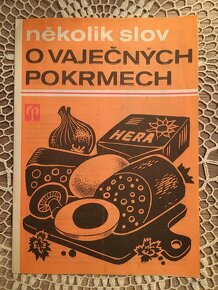 několik slov
O VAJEČNÝCH
POKRMECH
HERA